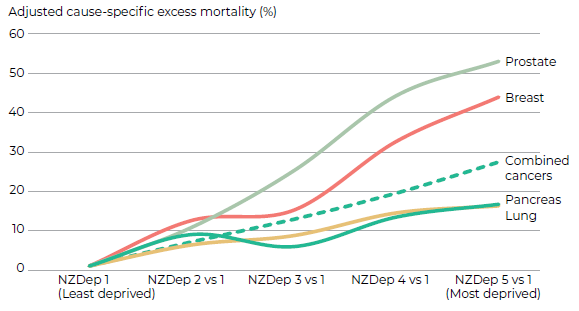 Adjusted cause-specific excess mortality (%)
60
50
40
30
20
10
0
Prostate
Breast
Combined
cancers
Pancreas
Lung
NZDep 1
(Least deprived)
NZDep 2 vs 1
NZDep 3 vs 1
NZDep 4 vs 1
NZDep 5 vs 1
(Most deprived)